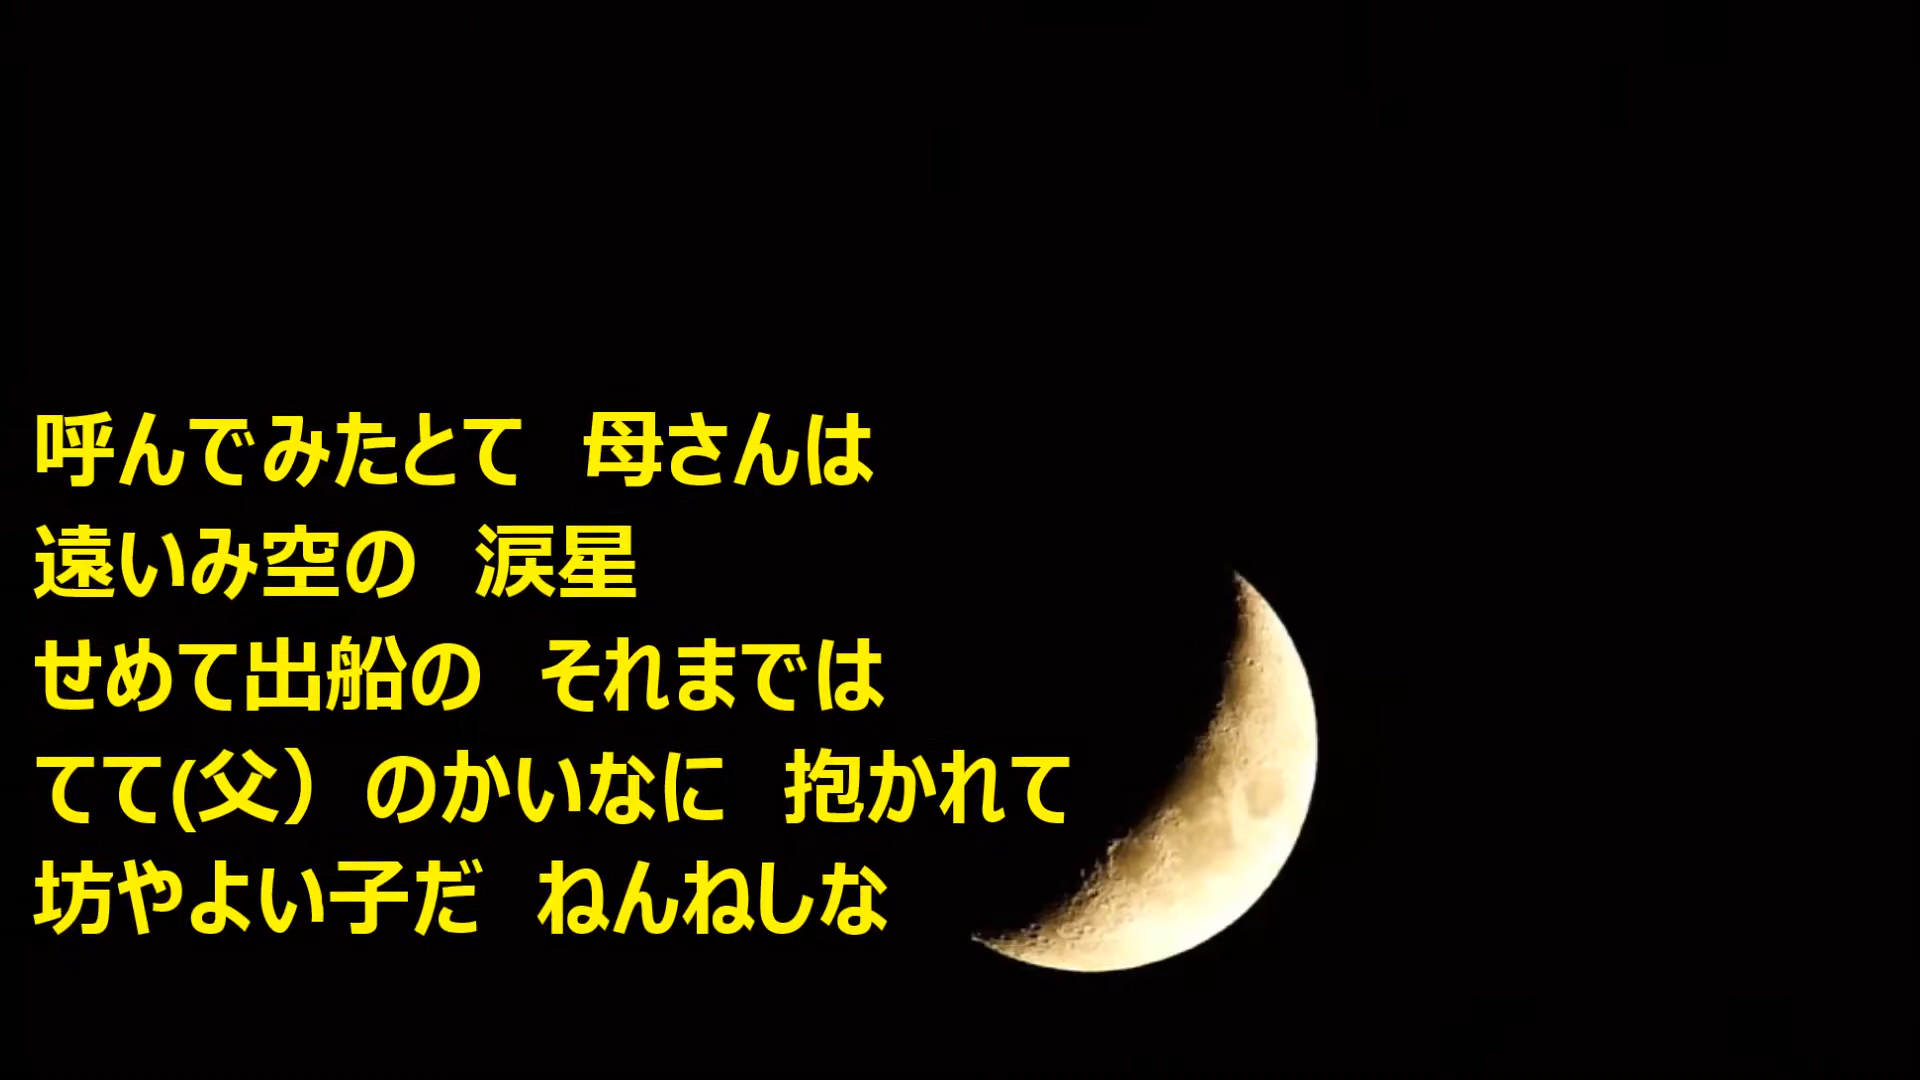 呼んでみたとて　母さんは
遠いみ空の　涙星
せめて出船の　それまでは
てて(父）のかいなに　抱かれて
坊やよい子だ　ねんねしな